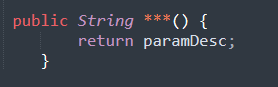 public String ***() {
return paramDesc;
}